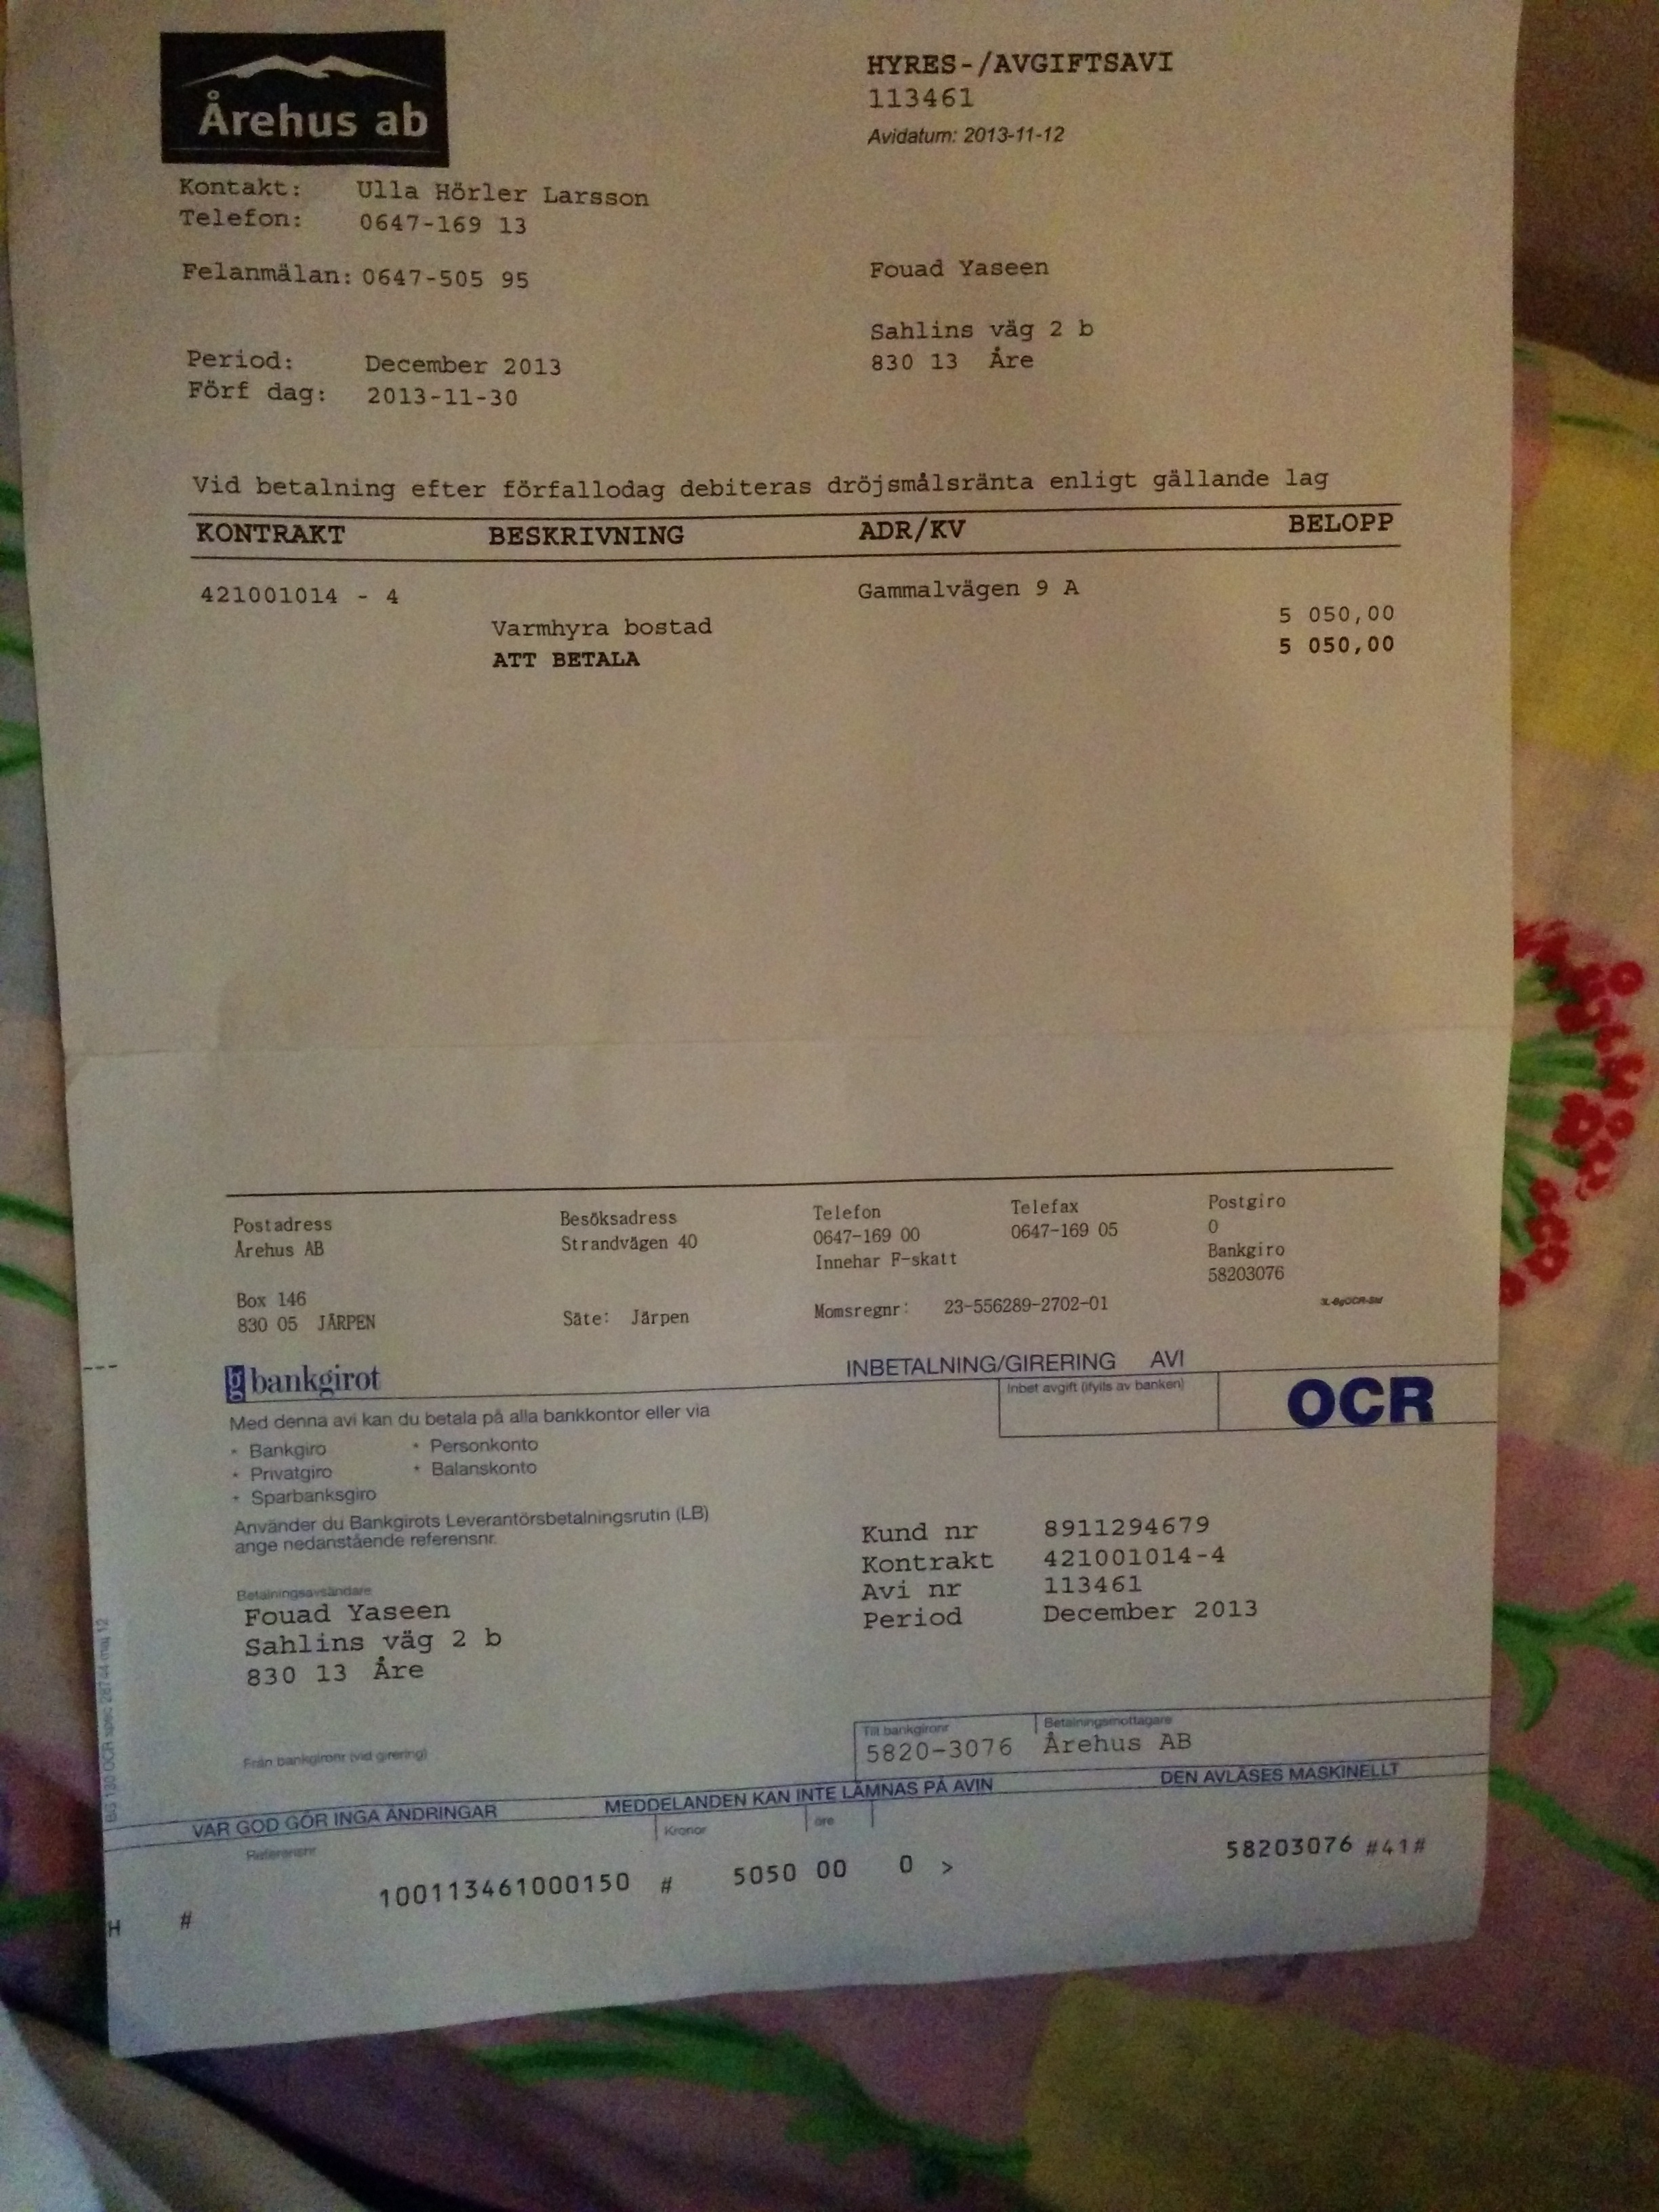 Årehus ab
HYRES-/AVGIFTSAVI
113461
Avidatum: 2013-11-12
Kontakt: Ulla Hörler Larsson
Telefon: 0647-169 13
Felanmälan: 0647-505 95
Fouad Yaseen
Sahlins väg 2 b
830 13 Åre
Period: December 2013
Förf dag: 2013-11-30
Vid betalning efter förfallodag debiteras dröjsmålsränta enligt gällande lag
KONTRAKT BESKRIVNING ADR/KV BELOPP
421001014 - 4 Gammalvägen 9 A
Varmhyra bostad 5 050,00
ATT BETALA 5 050,00
Postadress Besöksadress Telefon Telefax Postgiro
Årehus AB Strandvägen 40 0647-169 00 0647-169 05 0
Innehar F-skatt Bankgiro
58203076
Box 146
830 05 JÄRPEN Säte: Järpen Momsregnr: 23-556289-2702-01
bankgirot INBETALNING/GIRERING AVI
Inbet avgift (ifylls av banken) OCR
Med denna avi kan du betala på alla bankkontor eller via
• Bankgiro • Personkonto
• Privatgiro • Balanskonto
• Sparbanksgiro
Använder du Bankgirots Leverantörsbetalningsrutin (LB)
ange nedanstående referensnr.
Kund nr 8911294679
Kontrakt 421001014-4
Avi nr 113461
Period December 2013
Betalningsavsändare
Fouad Yaseen
Sahlins väg 2 b
830 13 Åre
Från bankgironr (vid girering)
Till bankgironr Betalningsmottagare
5820-3076 Årehus AB
VAR GOD GÖR INGA ÄNDRINGAR MEDDELANDEN KAN INTE LÄMNAS PÅ AVIN DEN AVLÄSES MASKINELLT
Referensnr Kronor öre
H # 100113461000150 # 5050 00 0 > 58203076 #41#